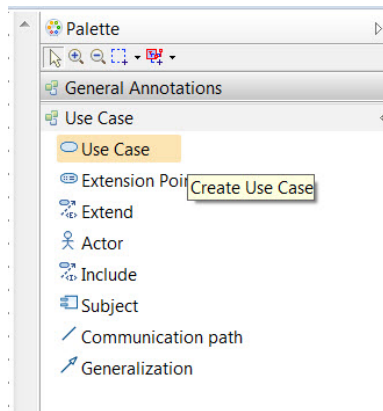 Palette
General Annotations
Use Case
Use Case
Extension Poi
Create Use Case
Extend
Actor
Include
Subject
Communication path
Generalization